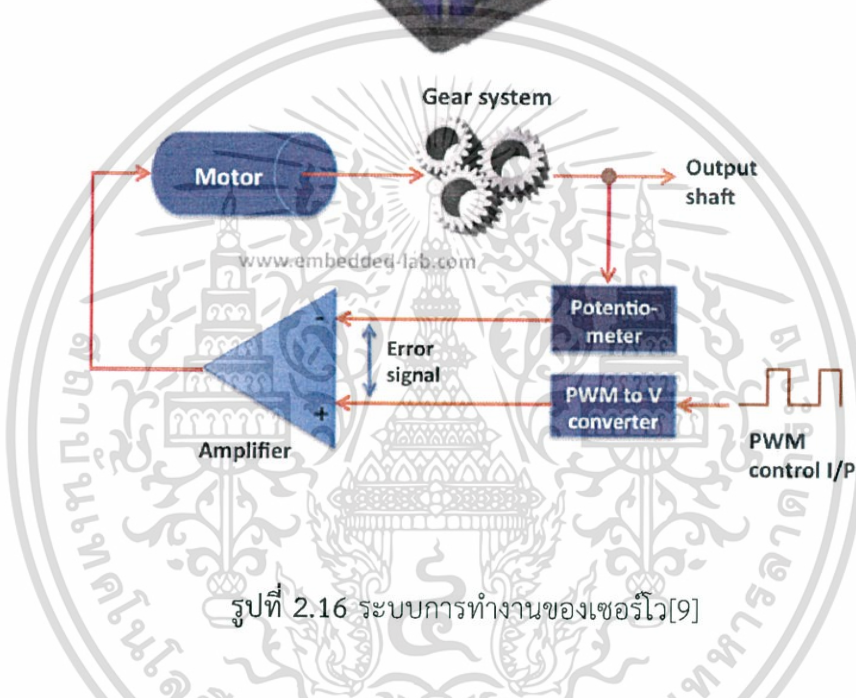 Gear system
Motor
Output
shaft
www.embedded-lab.com
Potentio-
meter
-
Error
signal
+
PWM to V
converter
Amplifier
PWM
control I/P
รูปที่ 2.16 ระบบการทำงานของเซอร์โว[9]